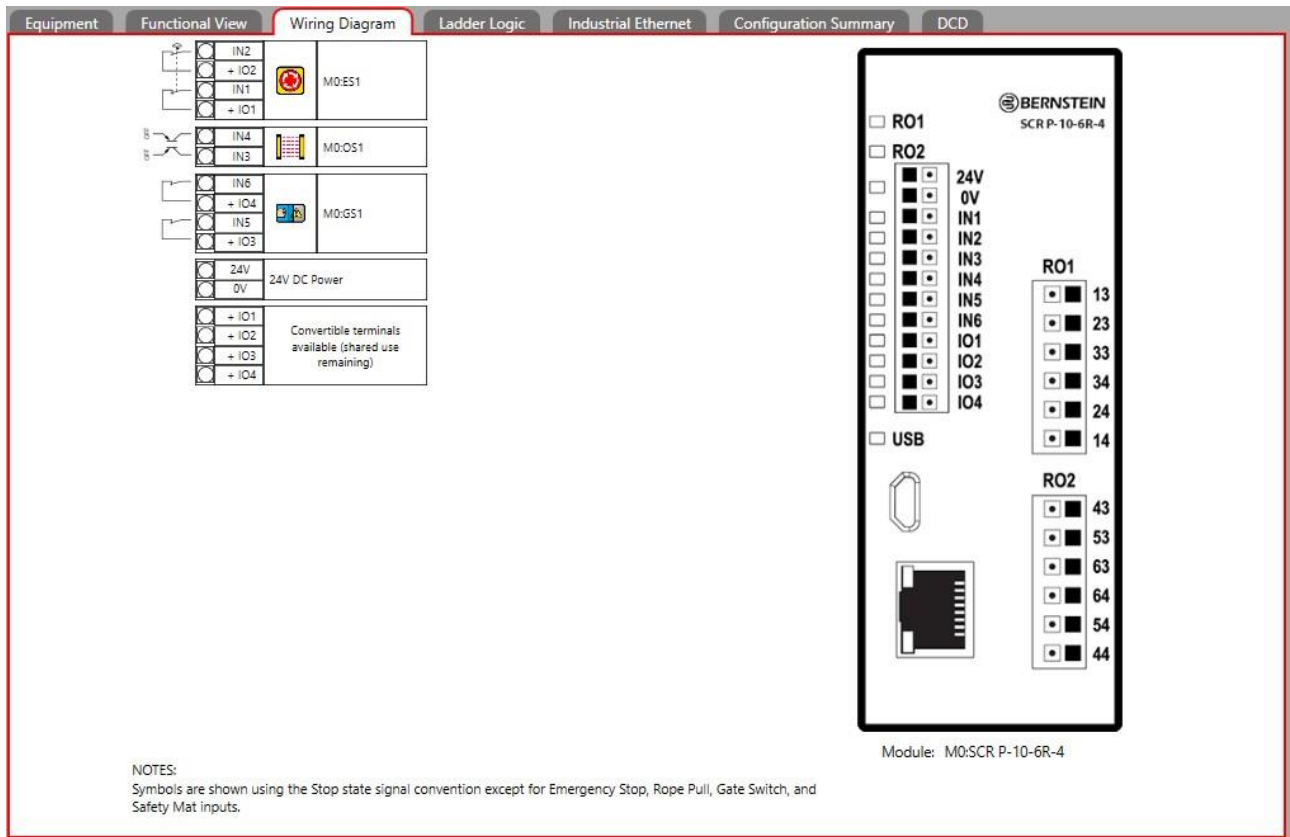 Equipment
Functional View
Wiring Diagram
Ladder Logic
Industrial Ethernet
Configuration Summary
DCD
IN2
+ IO2
IN1
+ IO1
M0:ES1
IN4
IN3
M0:OS1
IN6
+ IO4
IN5
+ IO3
M0:GS1
24V
0V
24V DC Power
+ IO1
+ IO2
+ IO3
+ IO4
Convertible terminals
available (shared use
remaining)
BERNSTEIN
SCR P-10-6R-4
RO1
RO2
24V
0V
IN1
IN2
IN3
IN4
IN5
IN6
IO1
IO2
IO3
IO4
USB
RO1
13
23
33
34
24
14
RO2
43
53
63
64
54
44
Module: M0:SCR P-10-6R-4
NOTES:
Symbols are shown using the Stop state signal convention except for Emergency Stop, Rope Pull, Gate Switch, and
Safety Mat inputs.